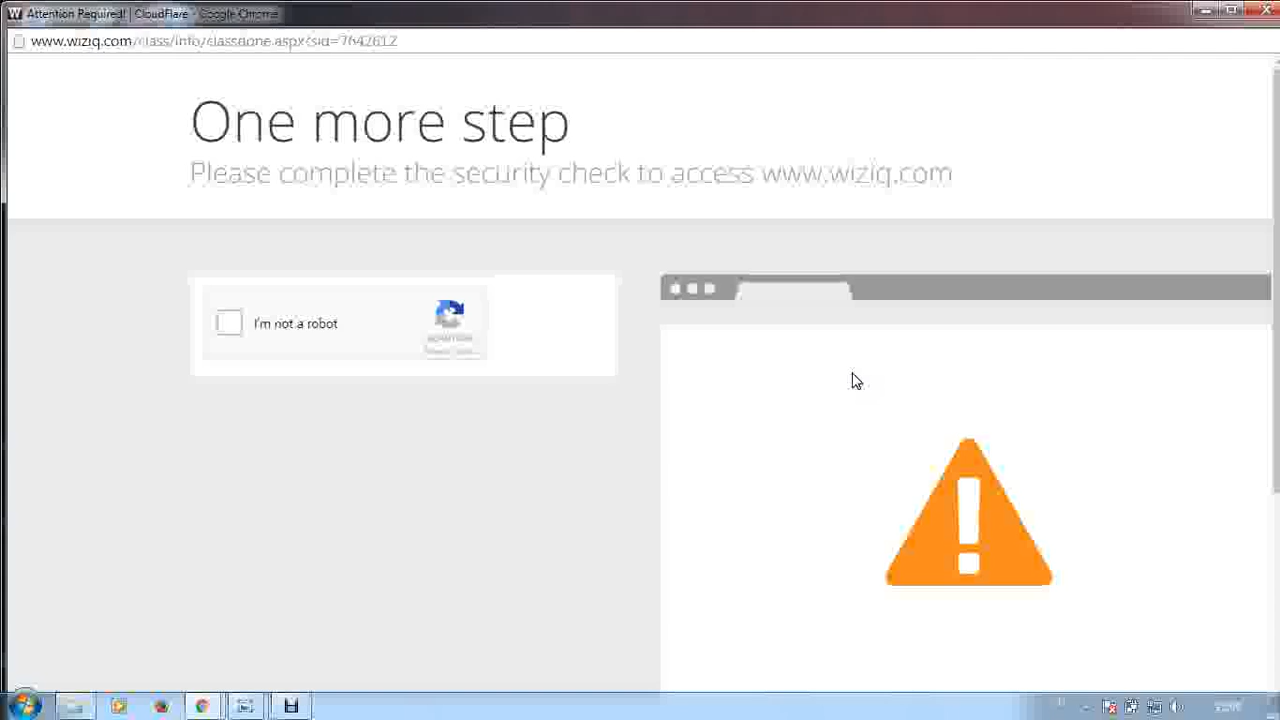 Attention Required! | CloudFlare - Google Chrome
www.wiziq.com/class/info/classdone.aspx?sid=7642612
One more step
Please complete the security check to access www.wiziq.com
I'm not a robot